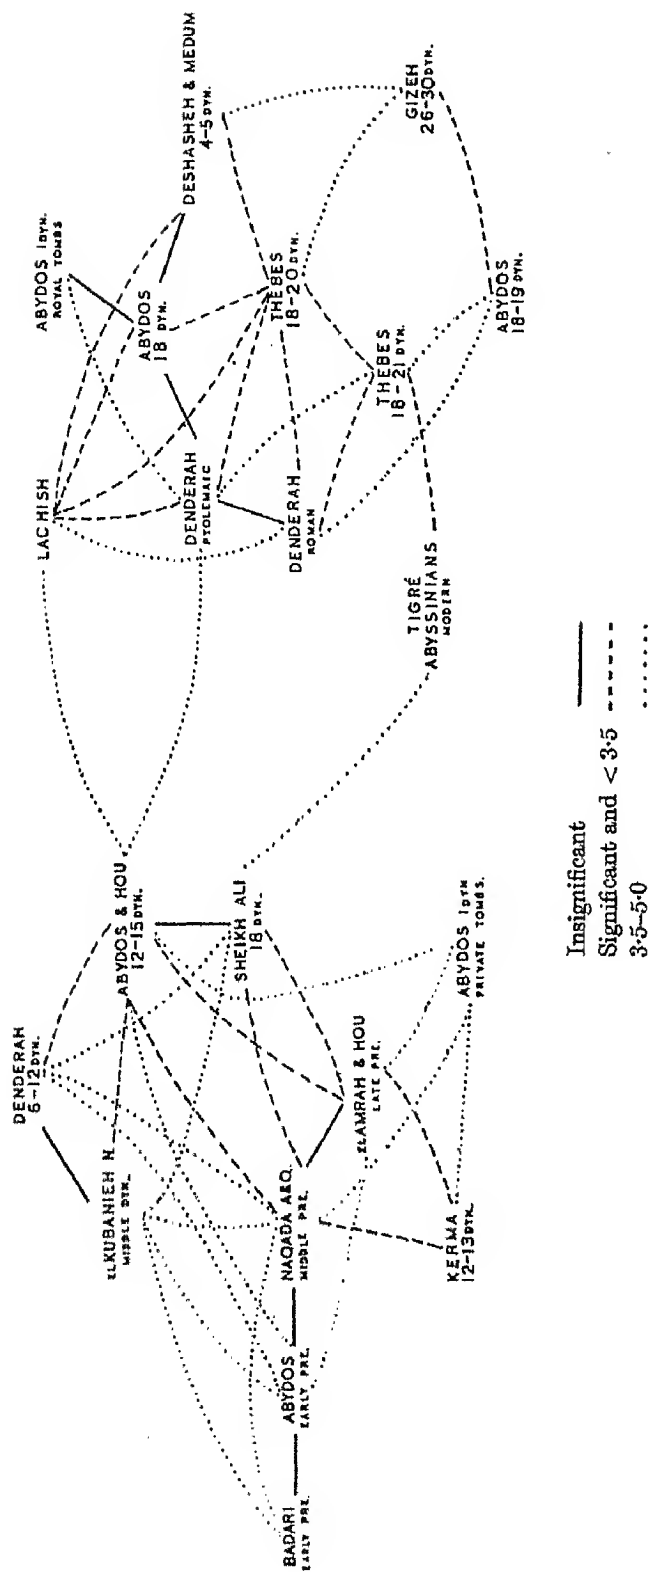 BADARI
EARLY PRE.
ABYDOS
EARLY PRE.
NAQADA A&Q.
MIDDLE PRE.
ELKUBANIEH N.
MIDDLE DYN.
DENDERAH
6–12 DYN.
KERMA
12–13 DYN.
ELAMRAH & HOU
LATE PRE.
ABYDOS I DYN
PRIVATE TOMBS.
ABYDOS & HOU
12–15 DYN.
SHEIKH ALI
18 DYN.
TIGRÉ
ABYSSINIANS
MODERN
LACHISH
DENDERAH
PTOLEMAIC
DENDERAH
ROMAN
ABYDOS I DYN.
ROYAL TOMBS
ABYDOS
18 DYN.
THEBES
18–20 DYN.
THEBES
18–21 DYN.
DESHASHEH & MEDUM
4–5 DYN.
GIZEH
26–30 DYN.
ABYDOS
18–19 DYN.
Insignificant
Significant and < 3·5
3·5–5·0